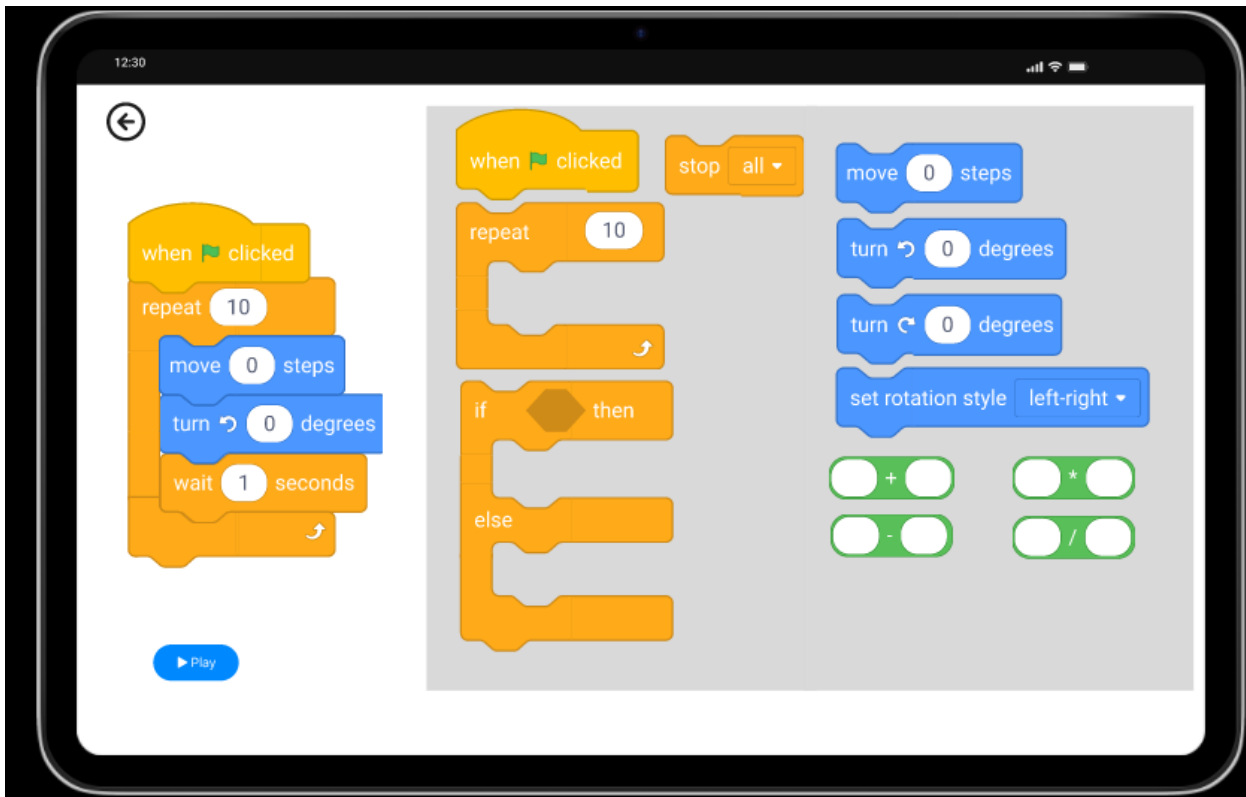 12:30
when clicked
repeat 10
move 0 steps
turn 0 degrees
wait 1 seconds
Play
when clicked
stop all
repeat 10
if then
else
move 0 steps
turn 0 degrees
turn 0 degrees
set rotation style left-right
+
*
-
/